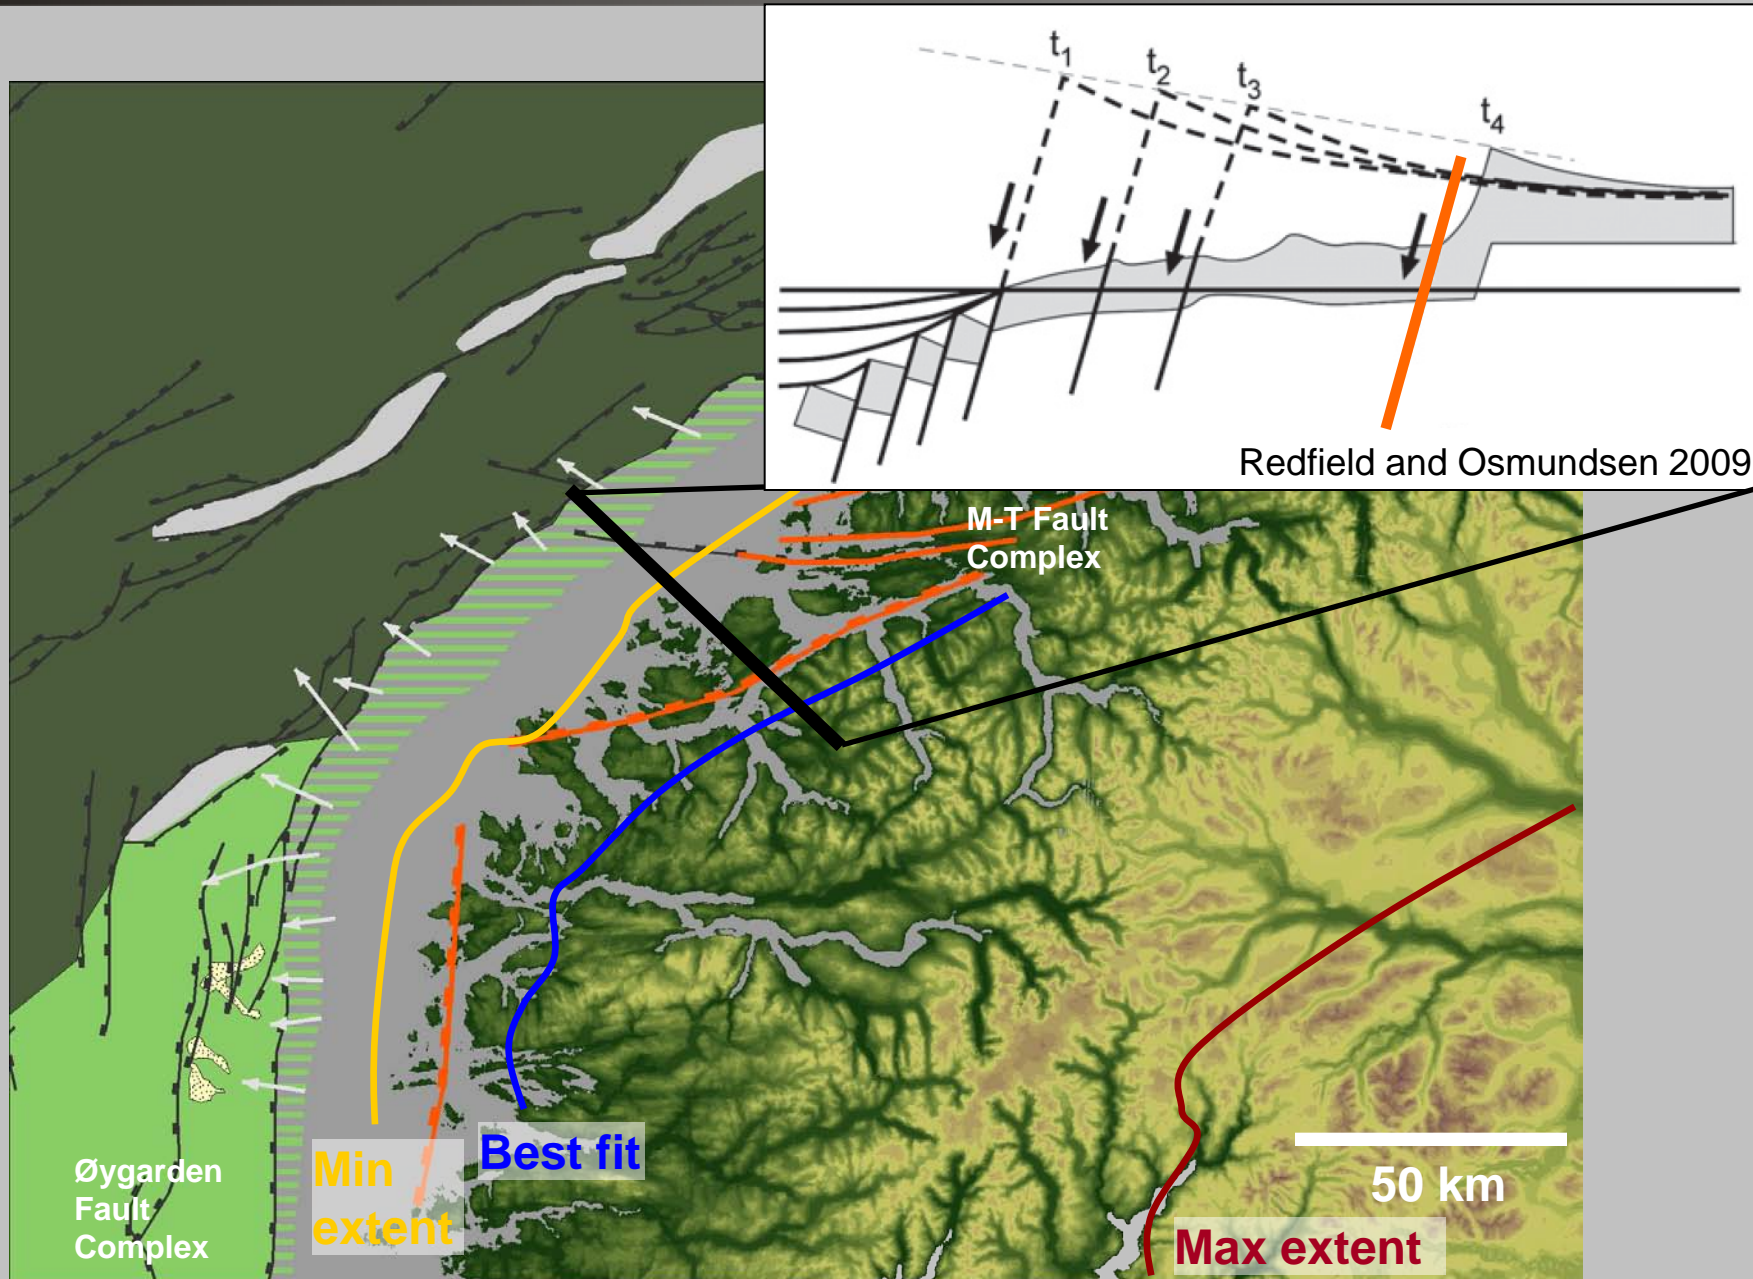 t1
t2
t3
t4
Redfield and Osmundsen 2009
M-T Fault
Complex
Øygarden
Fault
Complex
Min
extent
Best fit
50 km
Max extent